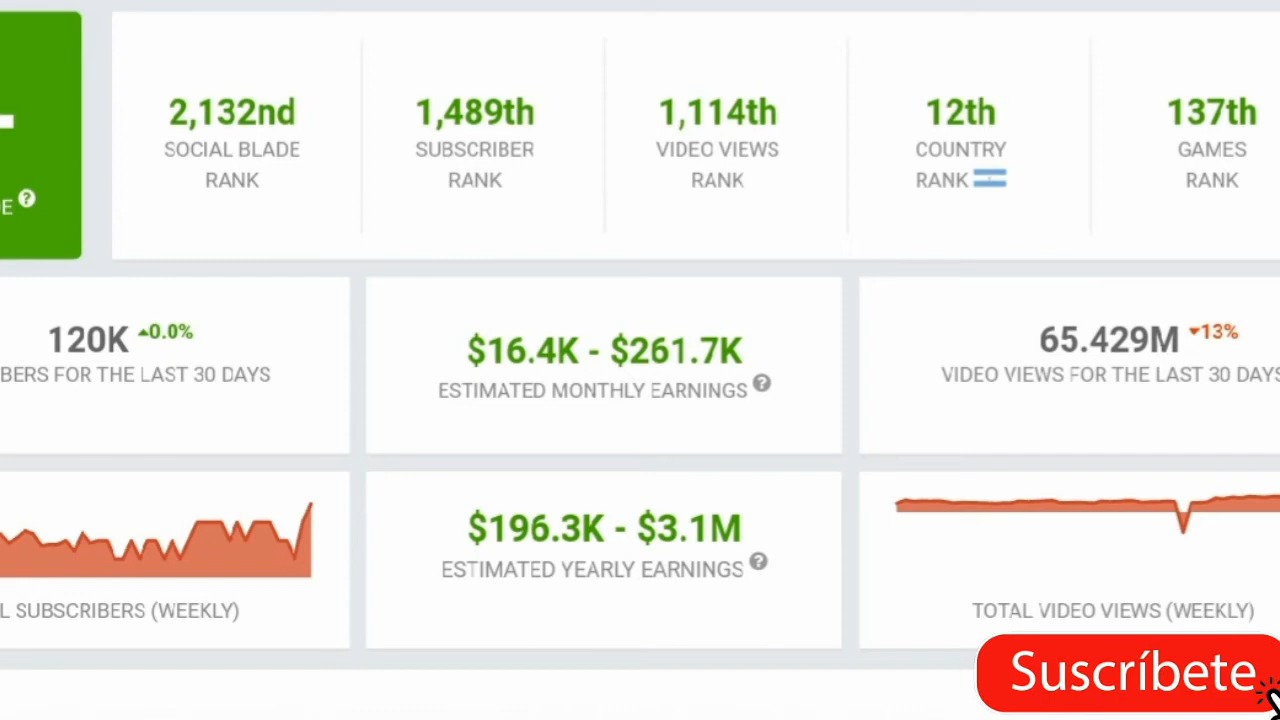 2,132nd
SOCIAL BLADE
RANK
1,489th
SUBSCRIBER
RANK
1,114th
VIDEO VIEWS
RANK
12th
COUNTRY
RANK
137th
GAMES
RANK
E ?
120K ▲0.0%
BERS FOR THE LAST 30 DAYS
$16.4K - $261.7K
ESTIMATED MONTHLY EARNINGS ?
65.429M ▼13%
VIDEO VIEWS FOR THE LAST 30 DAYS
L SUBSCRIBERS (WEEKLY)
$196.3K - $3.1M
ESTIMATED YEARLY EARNINGS ?
TOTAL VIDEO VIEWS (WEEKLY)
Suscríbete